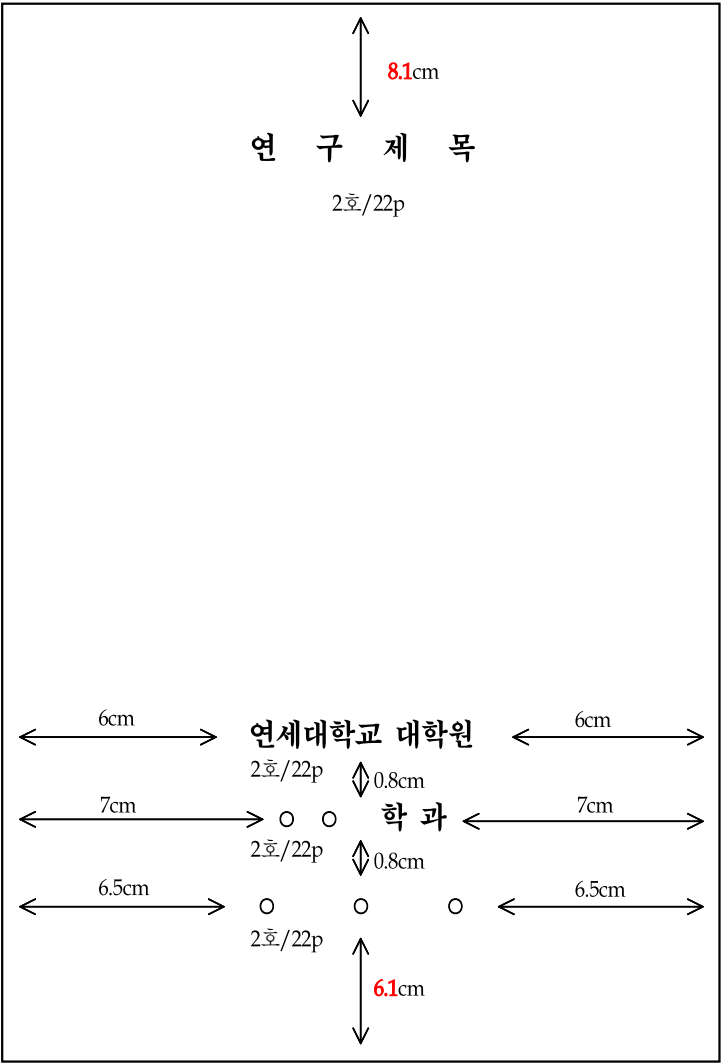 8.1cm
연 구 제 목
2호/22p
6cm 연세대학교 대학원 6cm
2호/22p 0.8cm
7cm ○ ○ 학 과 7cm
2호/22p 0.8cm
6.5cm ○ ○ ○ 6.5cm
2호/22p
6.1cm